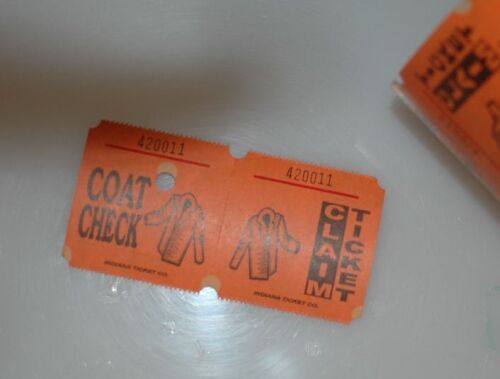 420011
COAT
CHECK
INDIANA TICKET CO.
420011
CLAIM
TICKET
INDIANA TICKET CO.